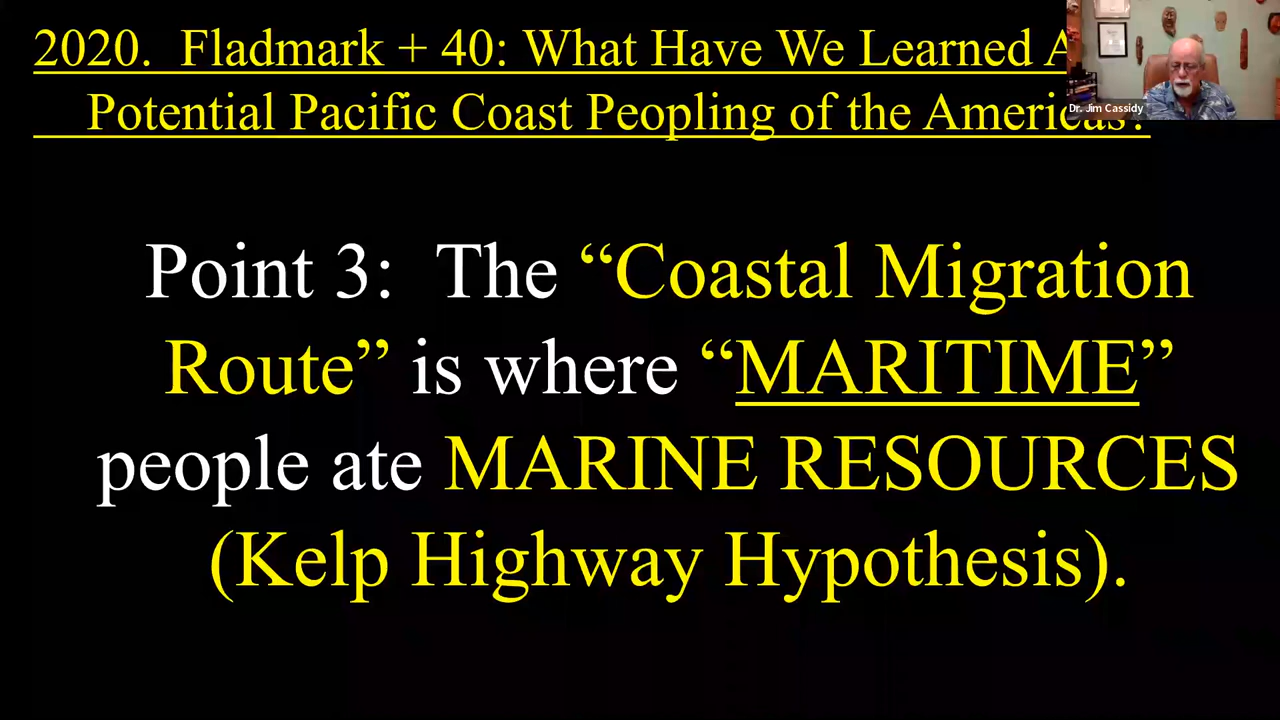 2020. Fladmark + 40: What Have We Learned
Potential Pacific Coast Peopling of the Americas?
Dr. Jim Cassidy
Point 3: The “Coastal Migration
Route” is where “MARITIME”
people ate MARINE RESOURCES
(Kelp Highway Hypothesis).